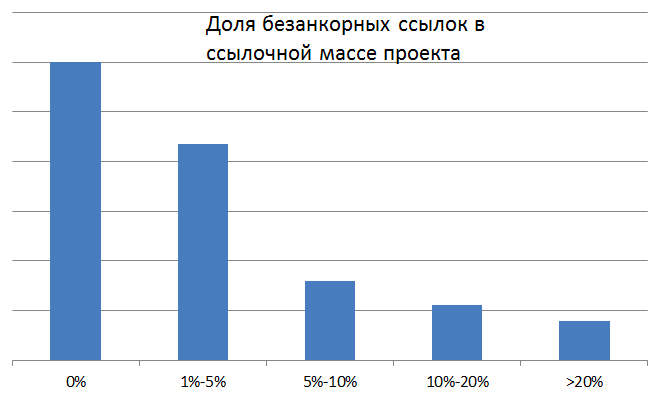 Доля безанкорных ссылок в
ссылочной массе проекта
0%
1%-5%
5%-10%
10%-20%
>20%